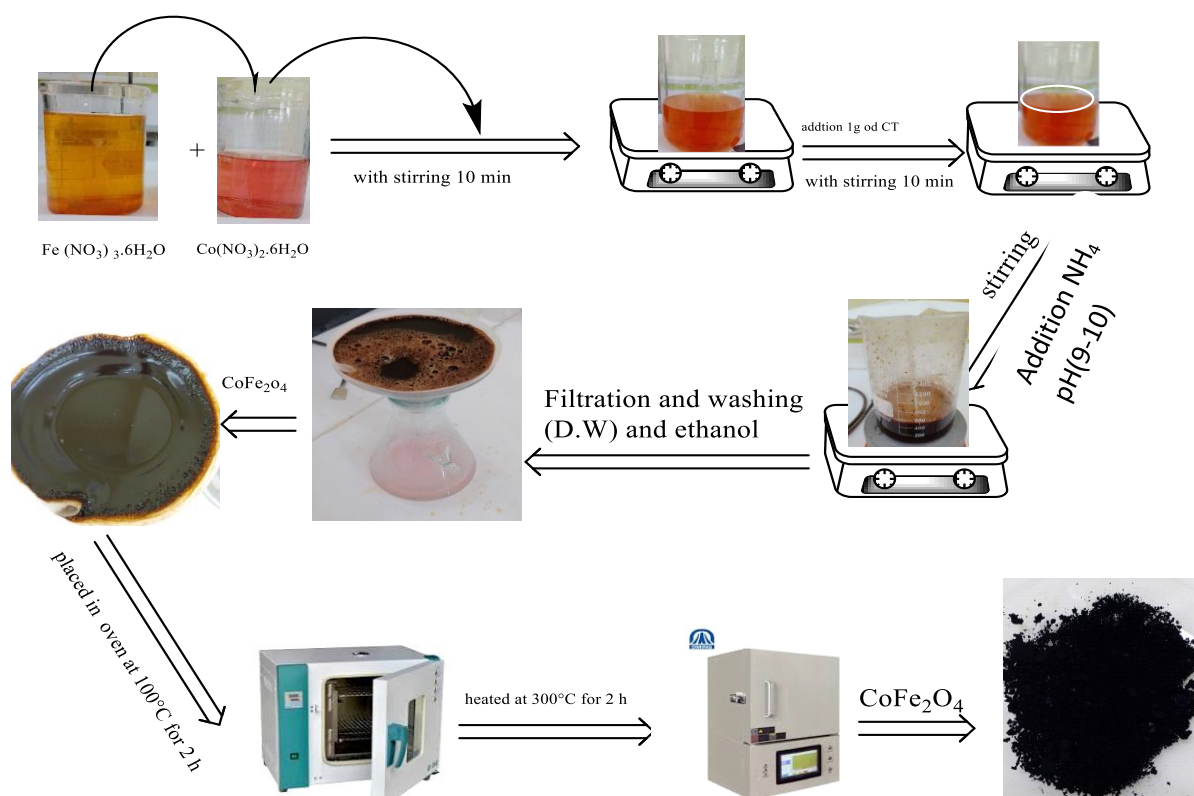 Fe (NO₃) ₃.6H₂O
+
Co(NO₃)₂.6H₂O
with stirring 10 min
addtion 1g od CT
with stirring 10 min
stirring
Addition NH₄
pH(9-10)
Filtration and washing
(D.W) and ethanol
CoFe₂o₄
placed in oven at 100°C for 2 h
heated at 300°C for 2 h
CoFe₂O₄